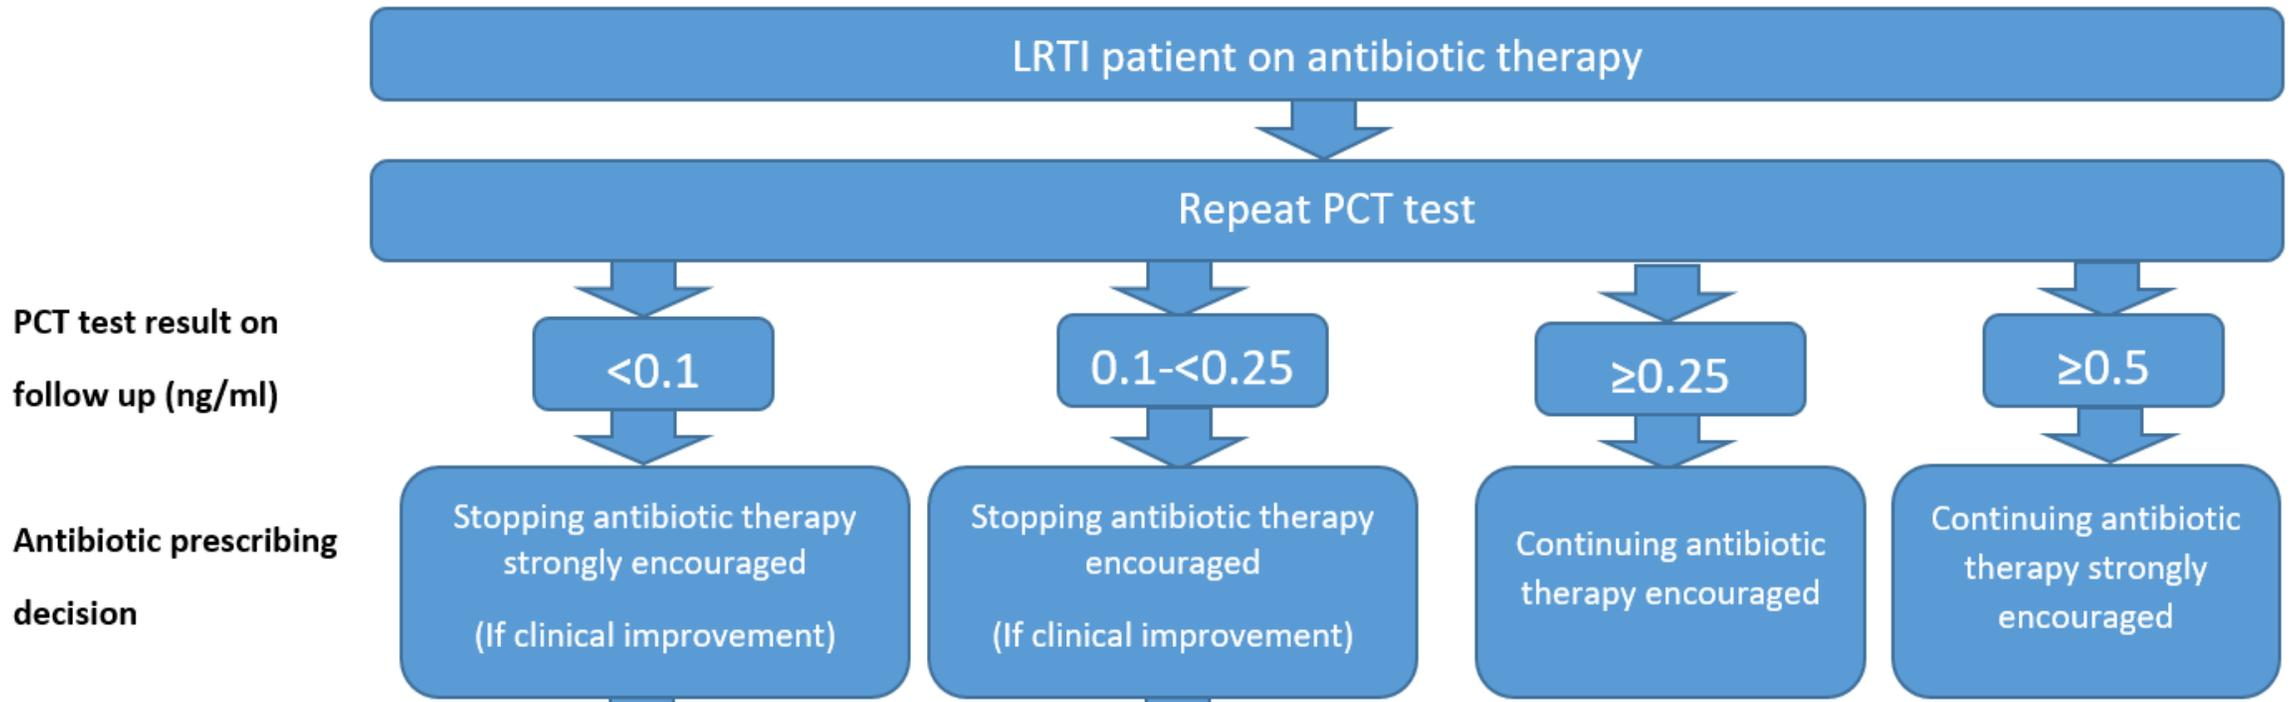 LRTI patient on antibiotic therapy
Repeat PCT test
PCT test result on
follow up (ng/ml)
<0.1
0.1-<0.25
≥0.25
≥0.5
Antibiotic prescribing
decision
Stopping antibiotic therapy
strongly encouraged
(If clinical improvement)
Stopping antibiotic therapy
encouraged
(If clinical improvement)
Continuing antibiotic
therapy encouraged
Continuing antibiotic
therapy strongly
encouraged